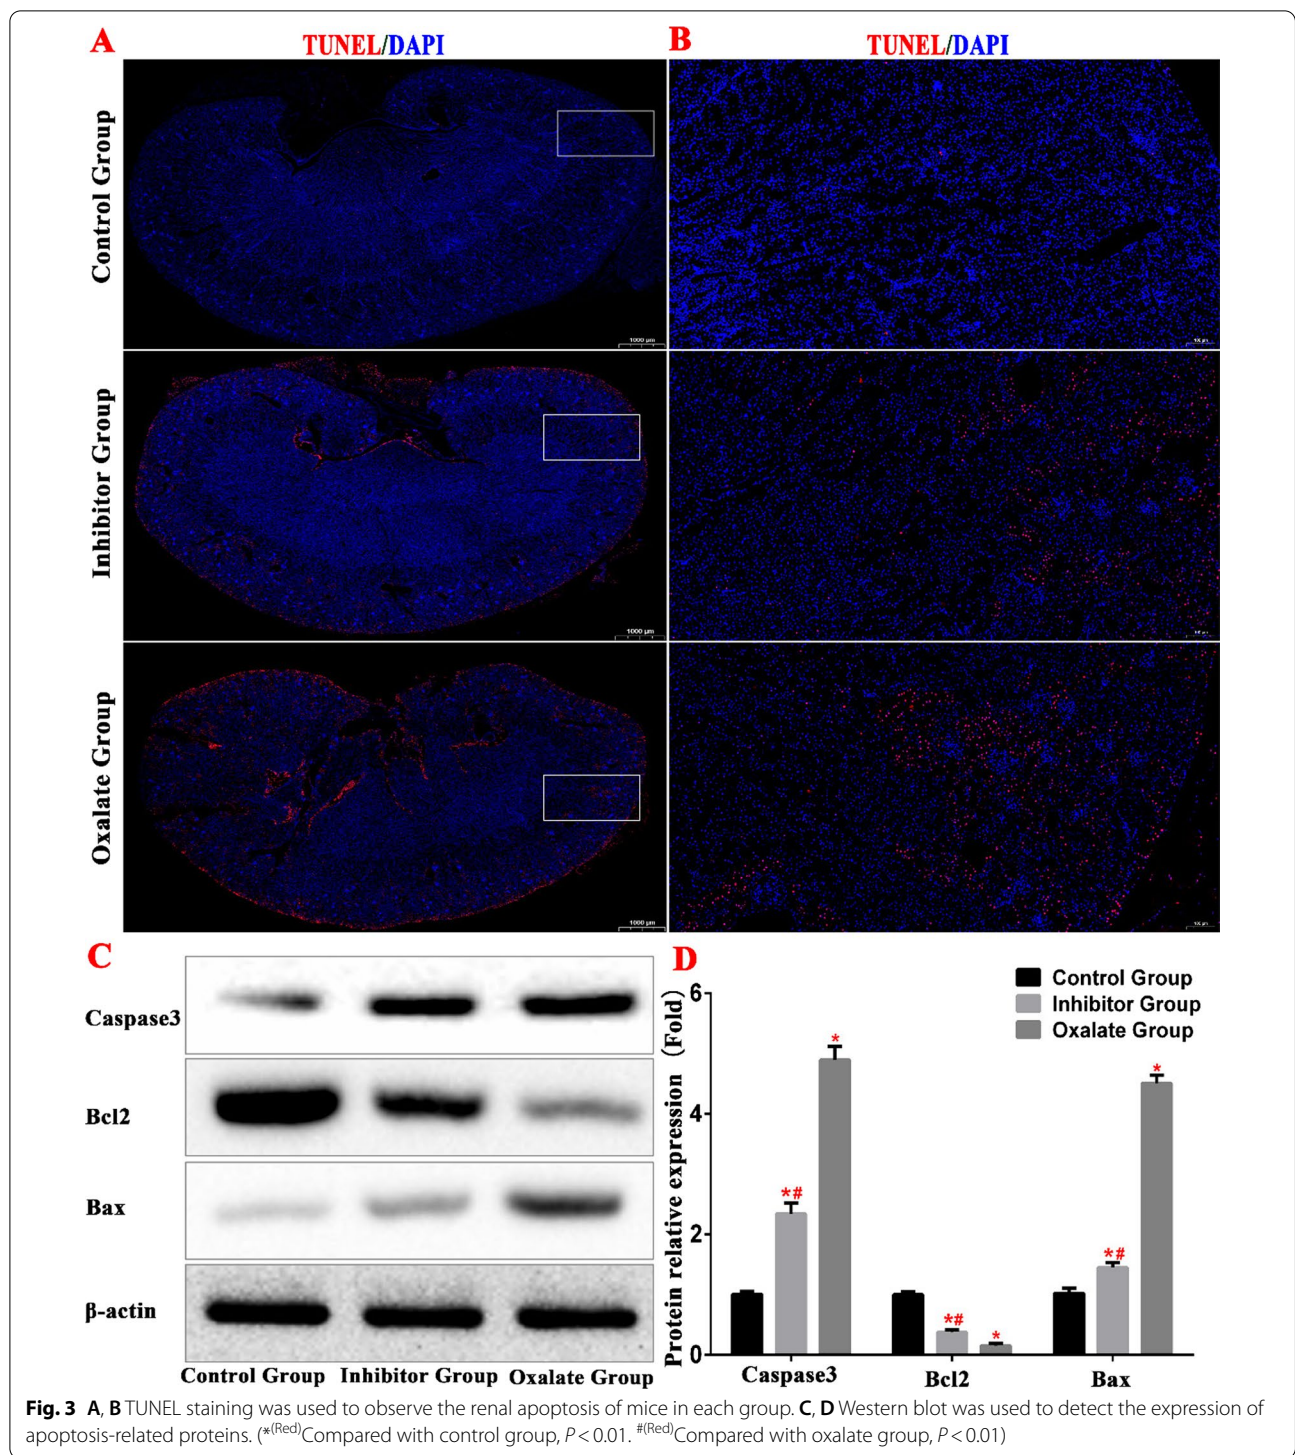 A
TUNEL/DAPI
B
TUNEL/DAPI
Control Group
1000 μm
Inhibitor Group
1000 μm
Oxalate Group
1000 μm
C
Caspase3
Bcl2
Bax
β-actin
Control Group Inhibitor Group Oxalate Group
D
Control Group
Inhibitor Group
Oxalate Group
Protein relative expression (Fold)
6
4
2
0
*# * *# * *# *
Caspase3 Bcl2 Bax
Fig. 3 A, B TUNEL staining was used to observe the renal apoptosis of mice in each group. C, D Western blot was used to detect the expression of
apoptosis-related proteins. (*(Red)Compared with control group, P < 0.01. #(Red)Compared with oxalate group, P < 0.01)